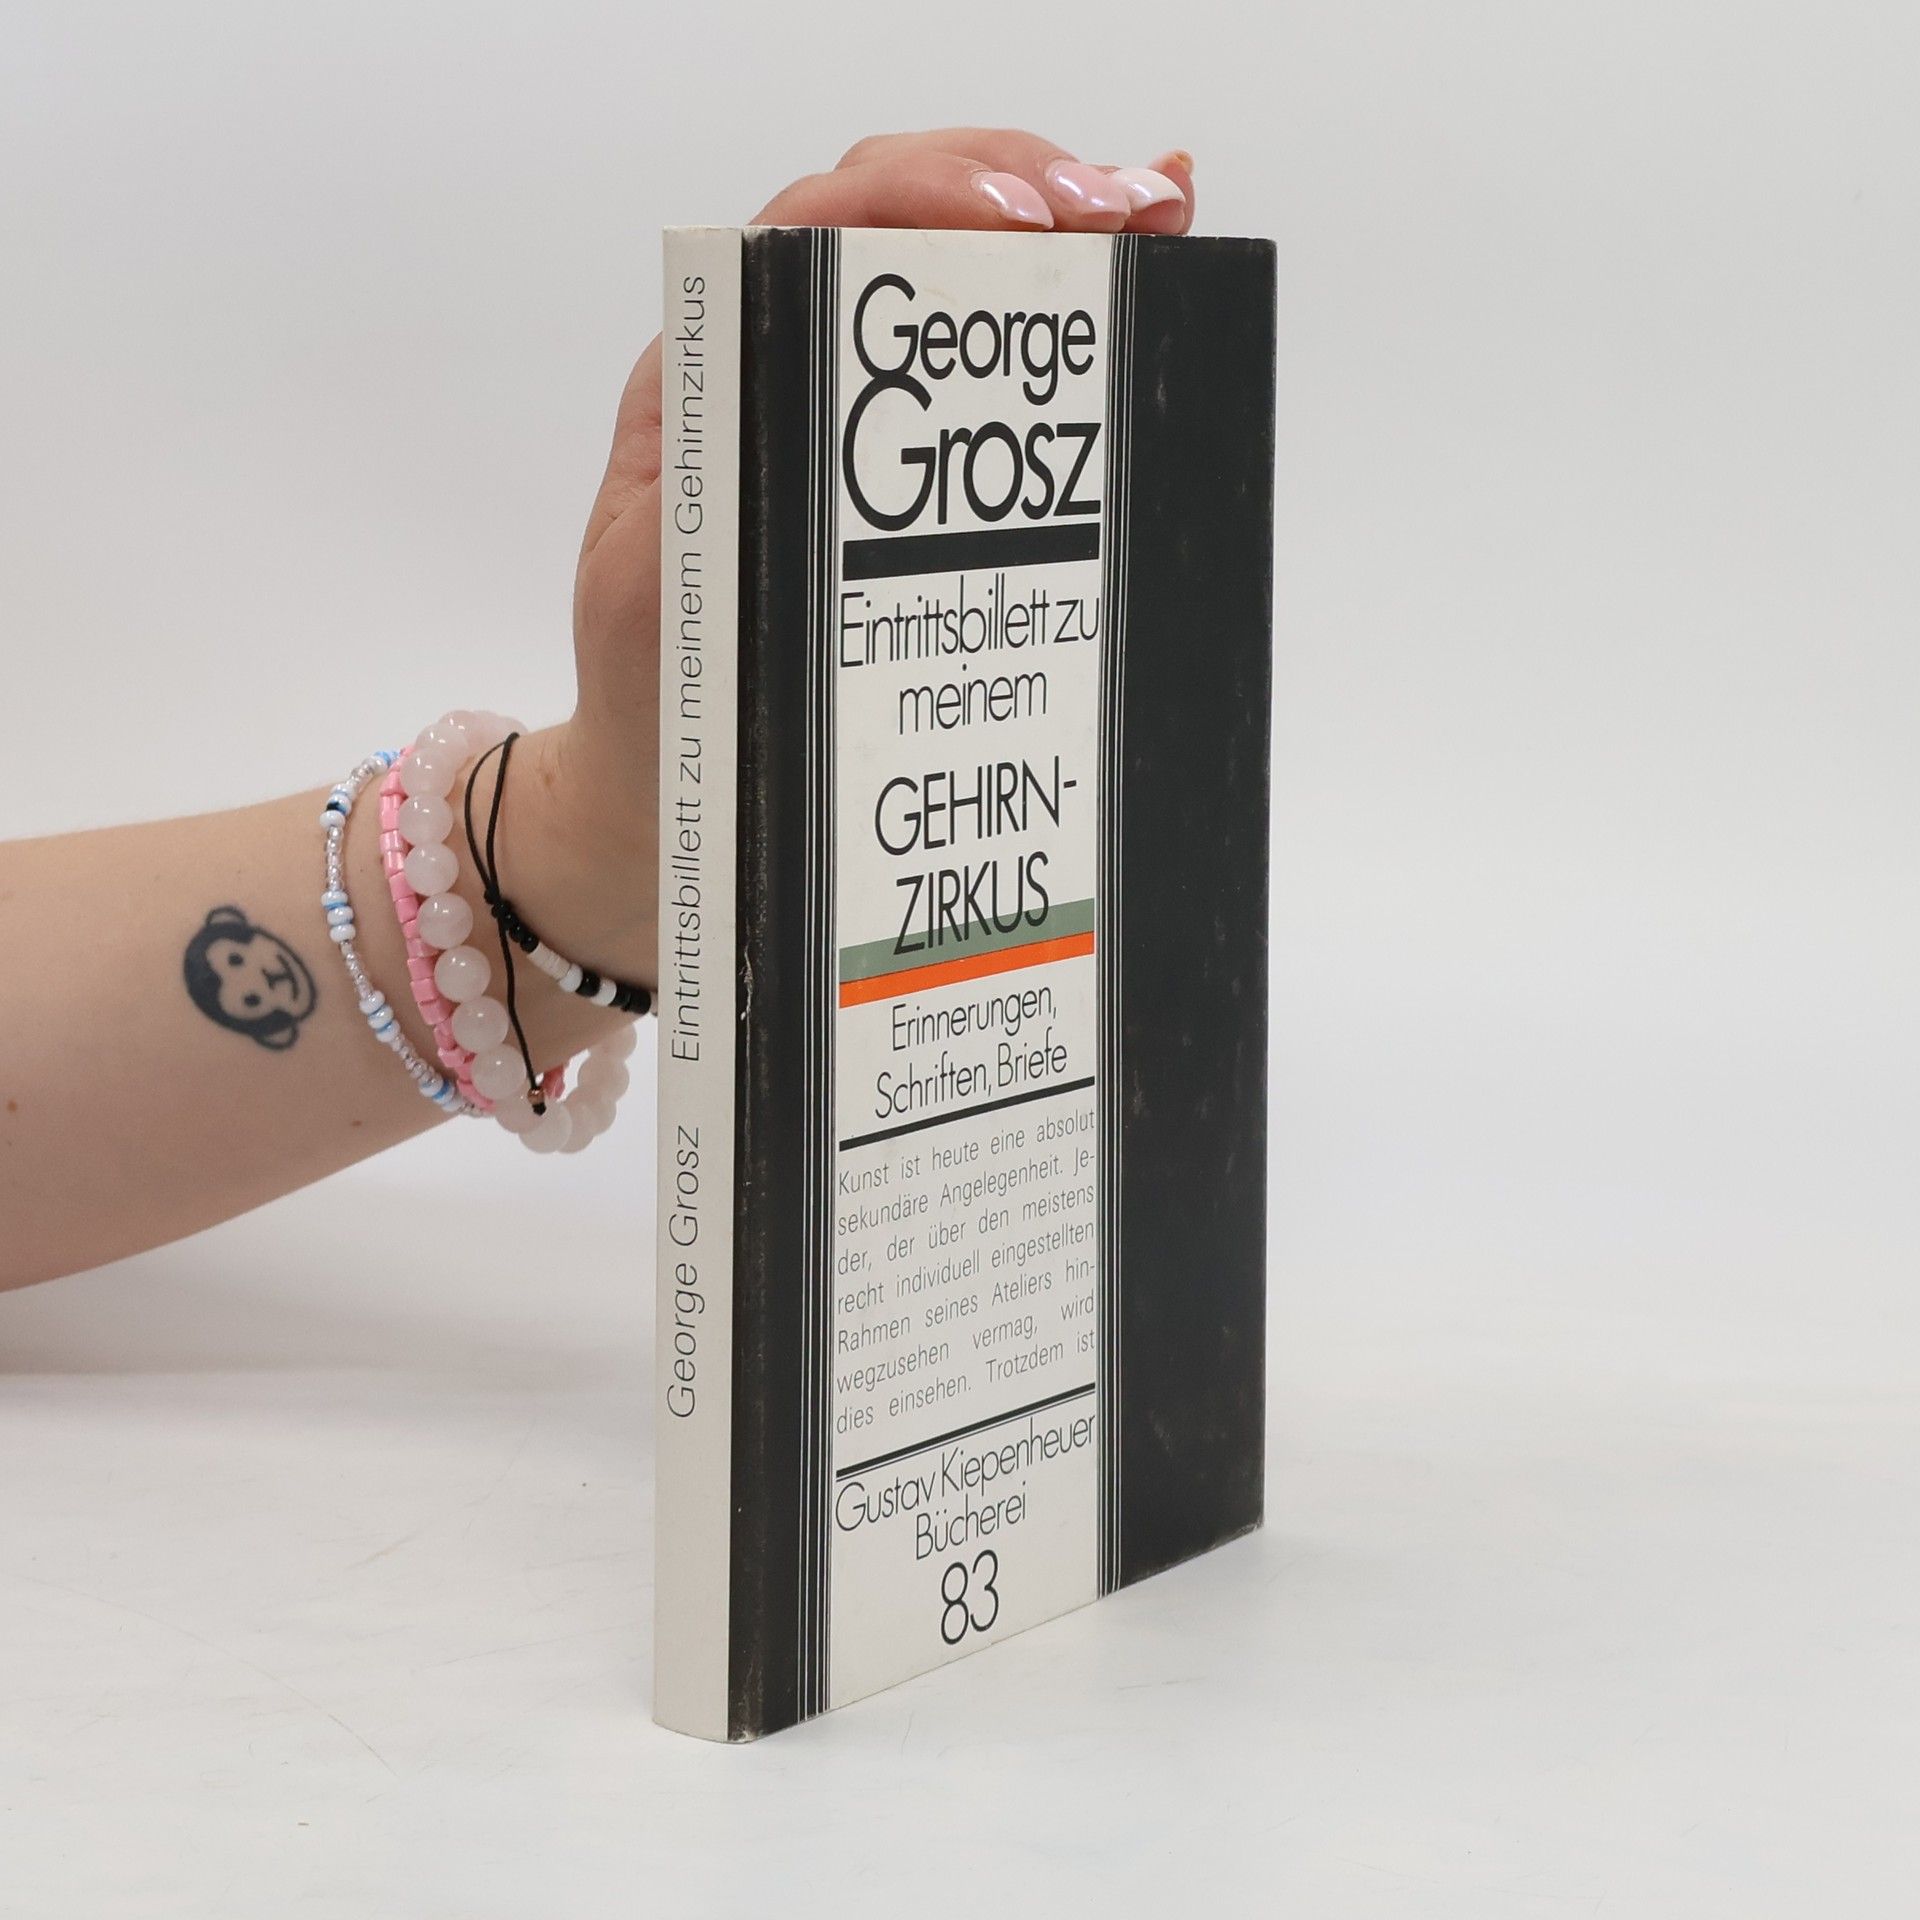 George Grosz Eintrittsbillett zu meinem Gehirnzirkus
George
Grosz
Eintrittsbillett zu
meinem
GEHIRN-
ZIRKUS
Erinnerungen,
Schriften, Briefe
Kunst ist heute eine absolut
sekundäre Angelegenheit. Je-
der, der über den meistens
recht individuell eingestellten
Rahmen seines Ateliers hin-
wegzusehen vermag, wird
dies einsehen. Trotzdem ist
Gustav Kiepenheuer
Bücherei
83